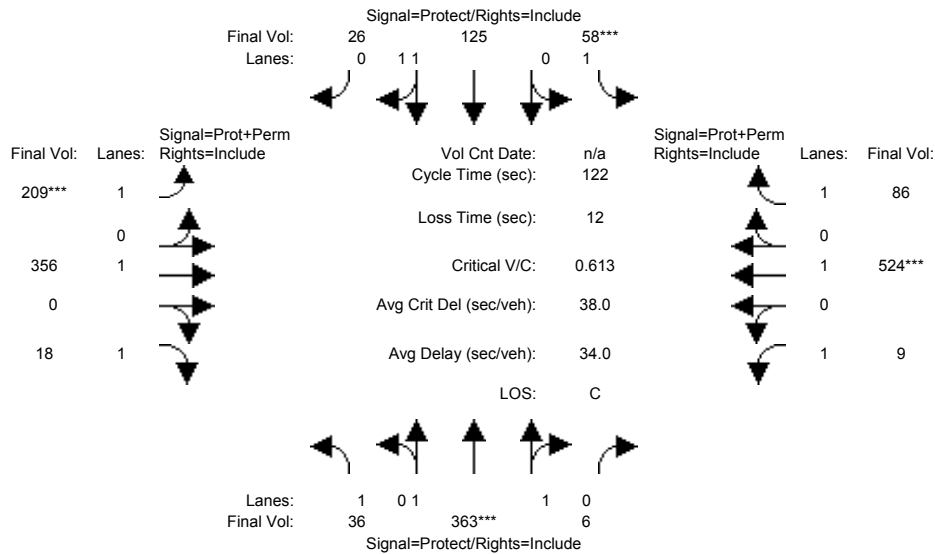 Signal=Protect/Rights=Include
Final Vol: 26 125 58***
Lanes: 0 1 1 0 1
Signal=Prot+Perm
Final Vol: Lanes: Rights=Include
Vol Cnt Date: n/a
Signal=Prot+Perm
Rights=Include Lanes: Final Vol:
Cycle Time (sec): 122
209*** 1
1 86
Loss Time (sec): 12
0
0
356 1
Critical V/C: 0.613
1 524***
0 1
Avg Crit Del (sec/veh): 38.0
0
18 1
Avg Delay (sec/veh): 34.0
1 9
LOS: C
Lanes: 1 0 1 1 0
Final Vol: 36 363*** 6
Signal=Protect/Rights=Include